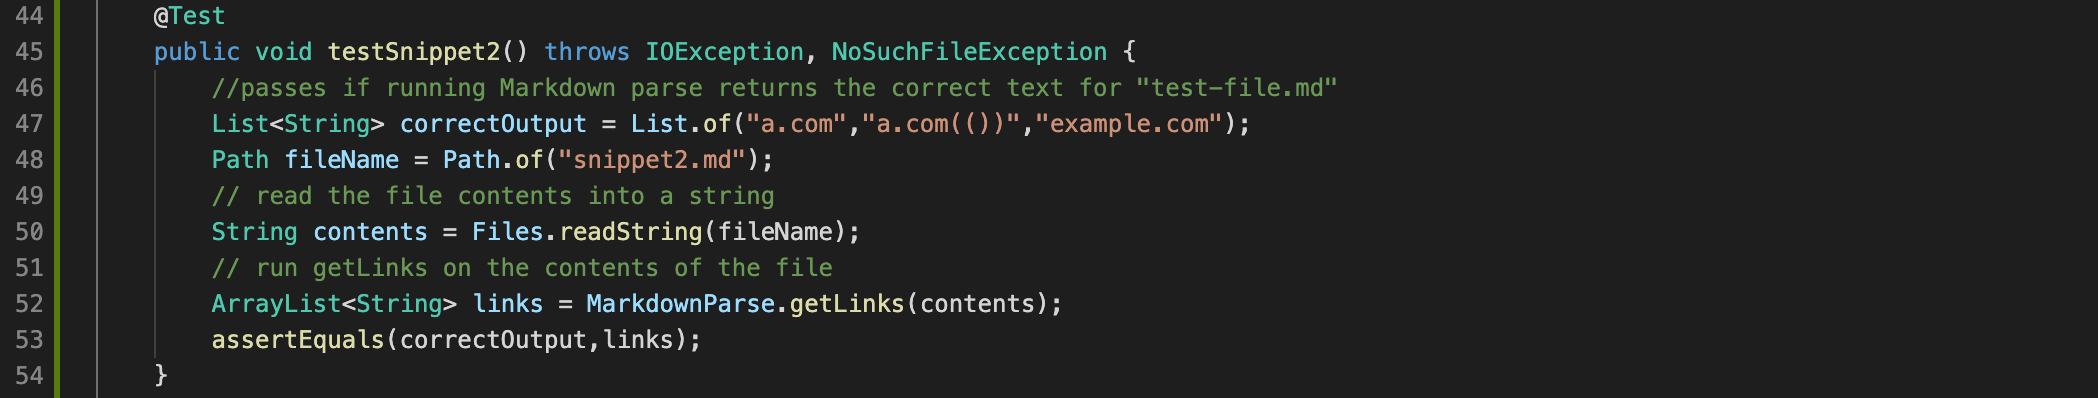 44 @Test
45 public void testSnippet2() throws IOException, NoSuchFileException {
46 //passes if running Markdown parse returns the correct text for "test-file.md"
47 List<String> correctOutput = List.of("a.com","a.com(())","example.com");
48 Path fileName = Path.of("snippet2.md");
49 // read the file contents into a string
50 String contents = Files.readString(fileName);
51 // run getLinks on the contents of the file
52 ArrayList<String> links = MarkdownParse.getLinks(contents);
53 assertEquals(correctOutput,links);
54 }